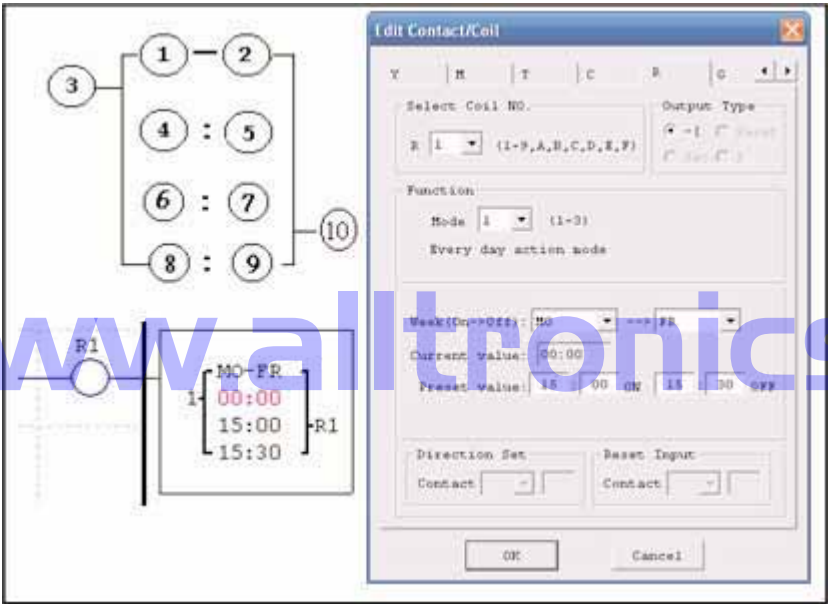 1 - 2
3
4 : 5
6 : 7
10
8 : 9
R1
MO-FR
1
00:00
15:00
R1
15:30
Edit Contact/Coil
Y M T C R G
Select Coil NO.
R 1 (1-9,A,B,C,D,E,F)
Output Type
-[ Reset
Set P
Function
Mode 1 (1-3)
Every day action mode
Week(On->Off): MO --> FR
Current value: 00:00
Preset value: 15 : 00 ON 15 : 30 OFF
Direction Set
Contact
Reset Input
Contact
OK Cancel
www.alltronics